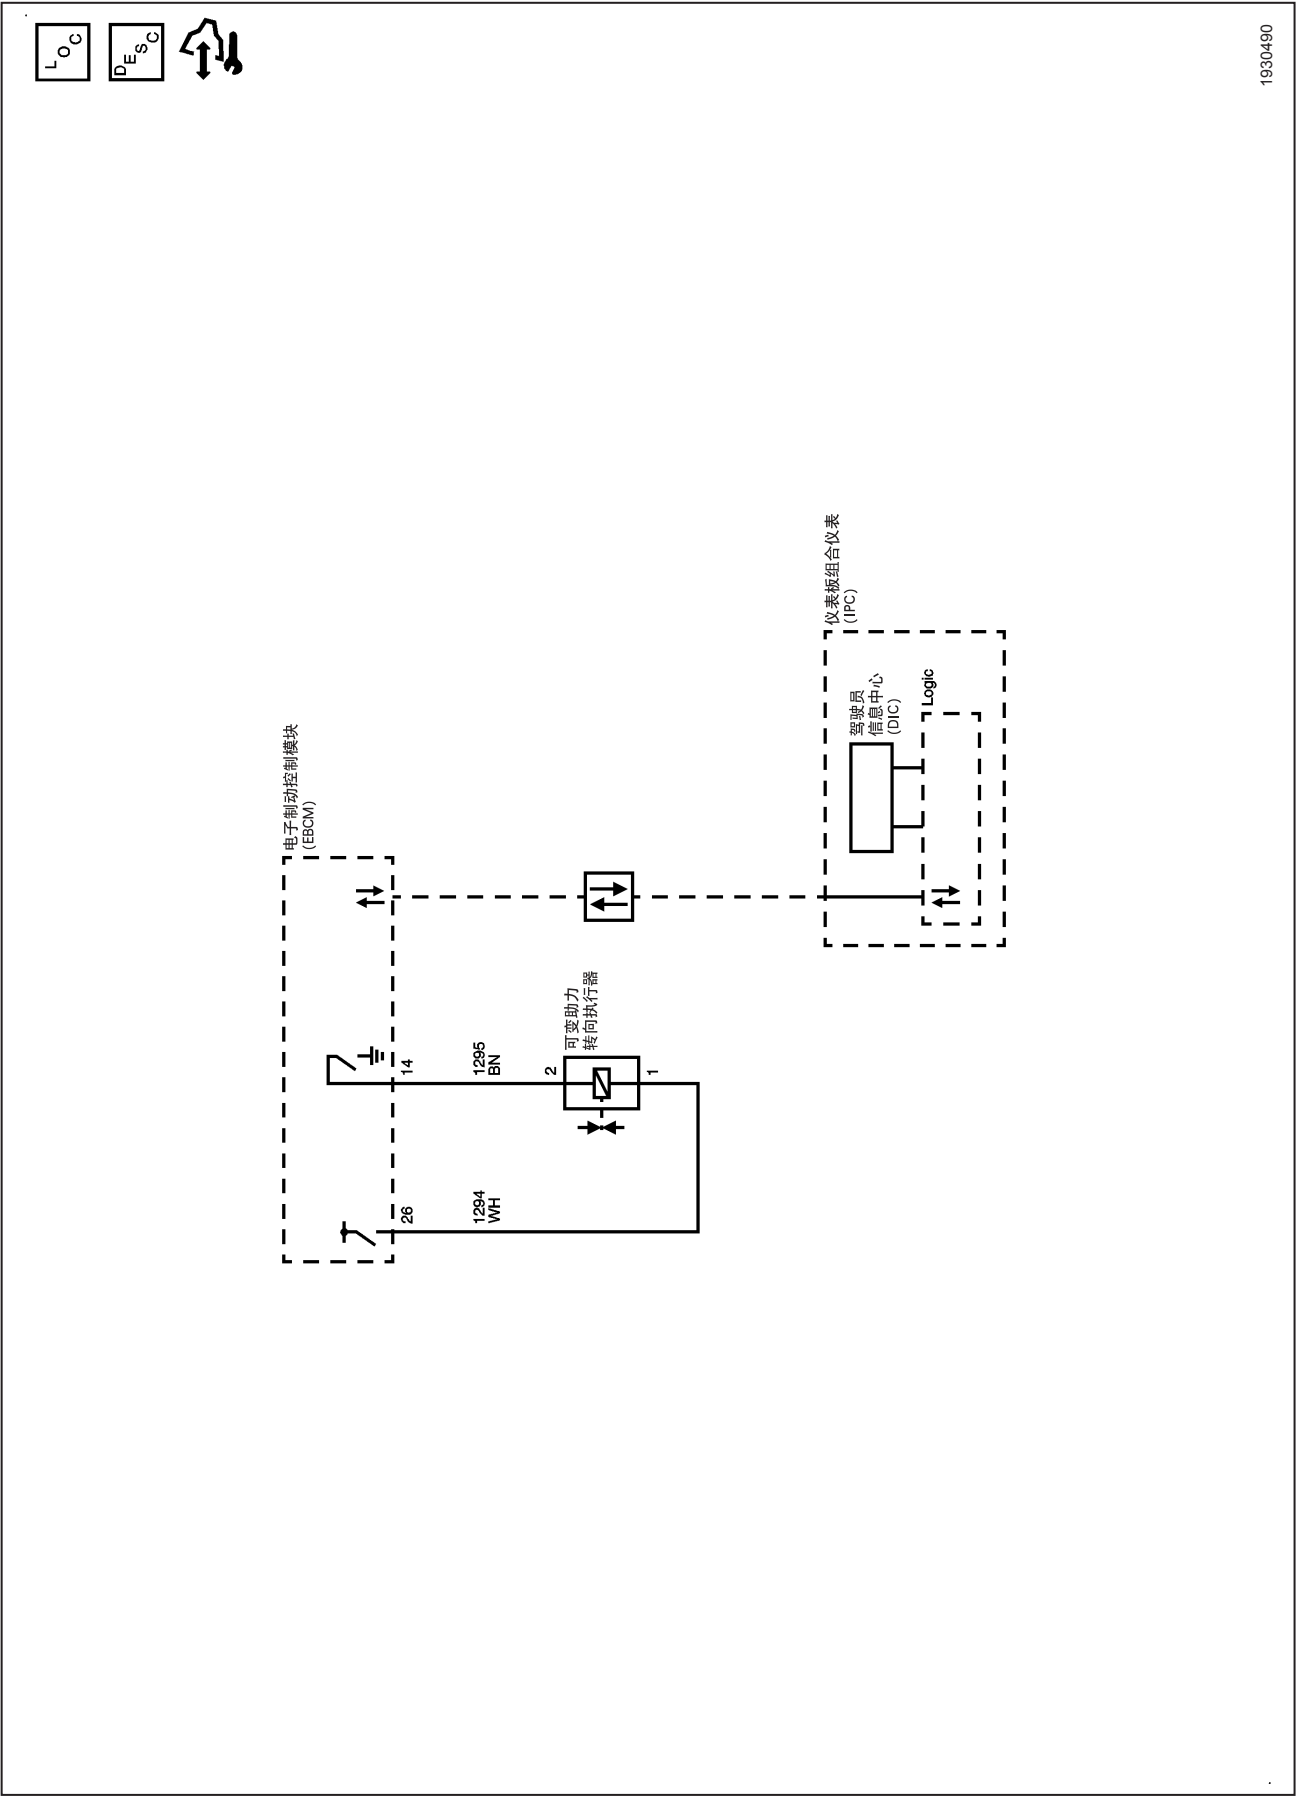 LOC
DESC
电子制动控制模块
(EBCM)
26
14
1294
WH
1295
BN
2
1
可变助力
转向执行器
仪表板组合仪表
(IPC)
驾驶员
信息中心
(DIC)
Logic
1930490